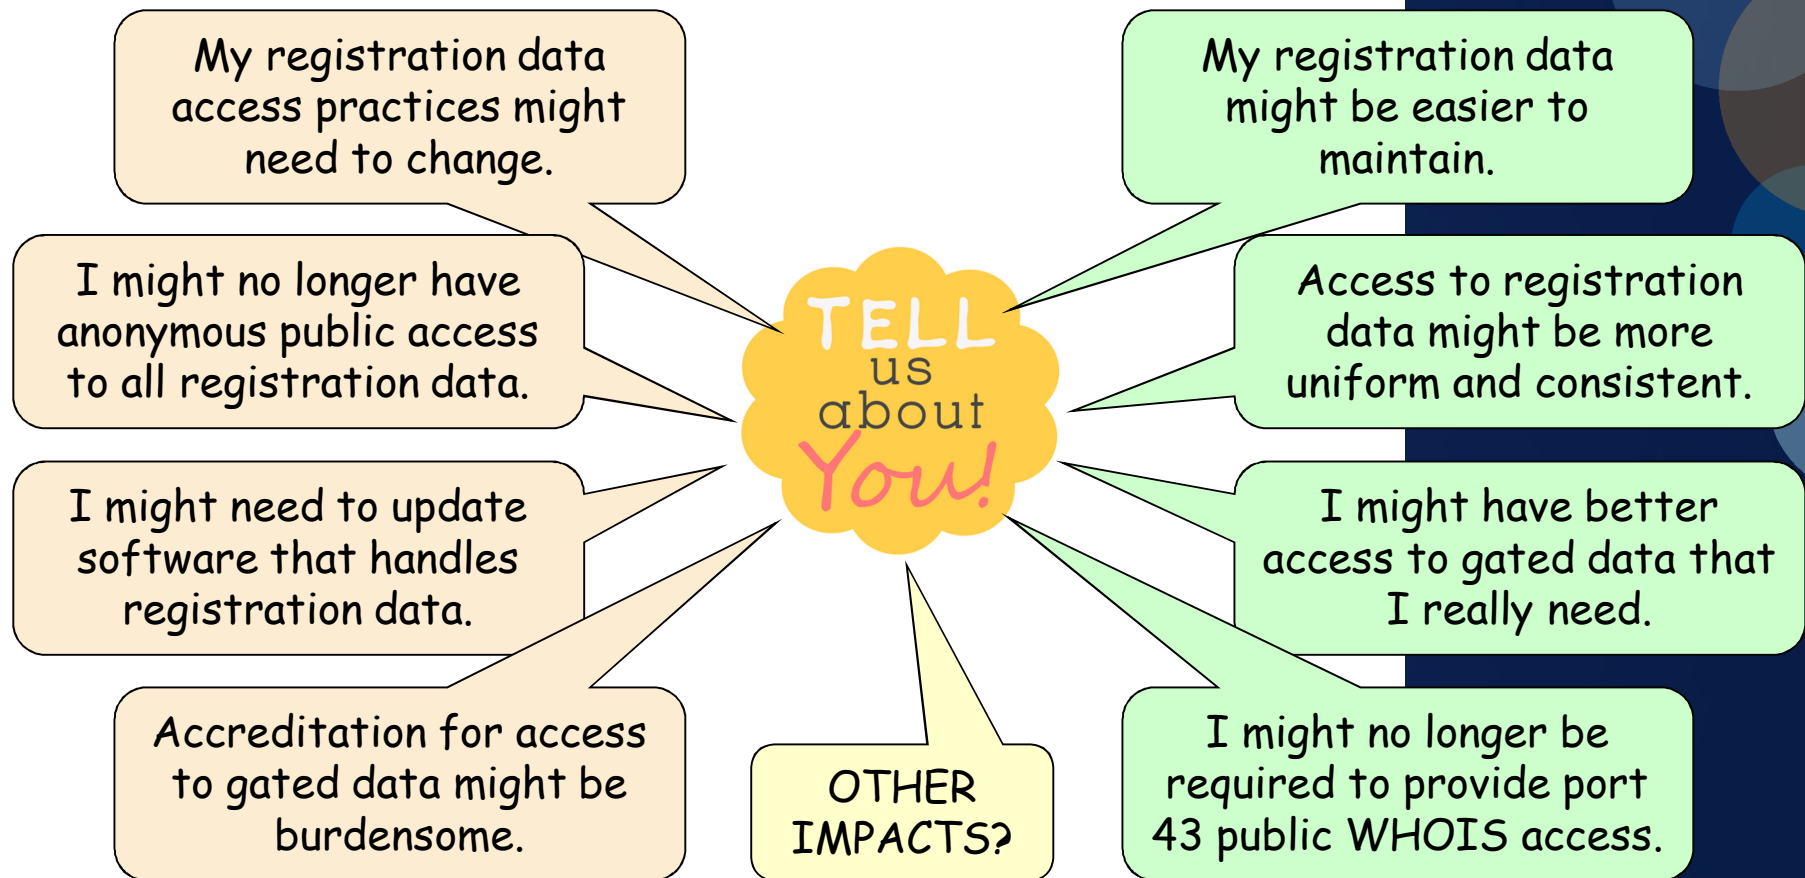 My registration data
access practices might
need to change.
I might no longer have
anonymous public access
to all registration data.
I might need to update
software that handles
registration data.
Accreditation for access
to gated data might be
burdensome.
TELL
us
about
You!
OTHER
IMPACTS?
My registration data
might be easier to
maintain.
Access to registration
data might be more
uniform and consistent.
I might have better
access to gated data that
I really need.
I might no longer be
required to provide port
43 public WHOIS access.